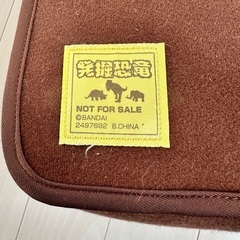 発掘恐竜
NOT FOR SALE
©BANDAI
2497692 B.CHINA